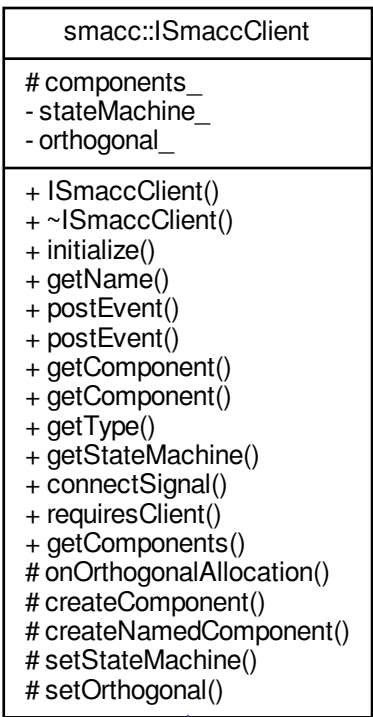 smacc::ISmaccClient
# components_
- stateMachine_
- orthogonal_
+ ISmaccClient()
+ ~ISmaccClient()
+ initialize()
+ getName()
+ postEvent()
+ postEvent()
+ getComponent()
+ getComponent()
+ getType()
+ getStateMachine()
+ connectSignal()
+ requiresClient()
+ getComponents()
# onOrthogonalAllocation()
# createComponent()
# createNamedComponent()
# setStateMachine()
# setOrthogonal()